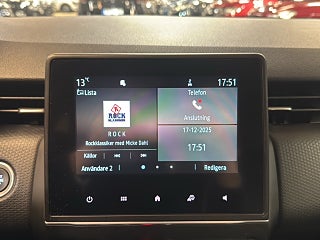 13°C
17:51
Lista
Telefon
ROCK
ROCK
Rockklassiker med Micke Dahl
Anslutning
17-12-2025
17:51
Källor
Användare 2
Redigera